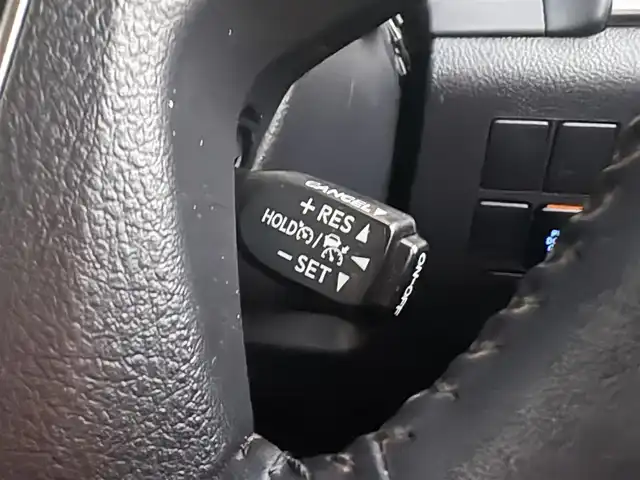 CANCEL
+ RES
HOLD /
− SET
ON-OFF